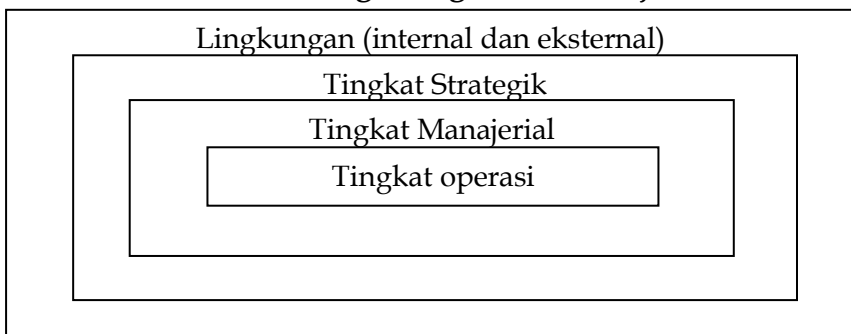 Lingkungan (internal dan eksternal)
Tingkat Strategik
Tingkat Manajerial
Tingkat operasi